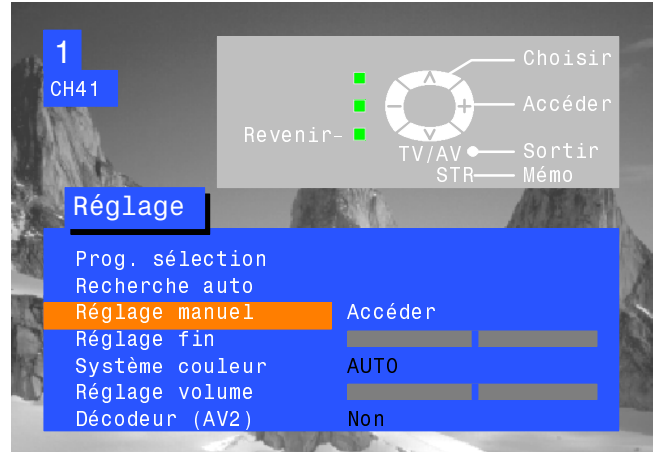 1
CH41
Choisir
Accéder
Revenir-
TV/AV Sortir
STR Mémo
Réglage
Prog. sélection
Recherche auto
Réglage manuel Accéder
Réglage fin
Système couleur AUTO
Réglage volume
Décodeur (AV2) Non